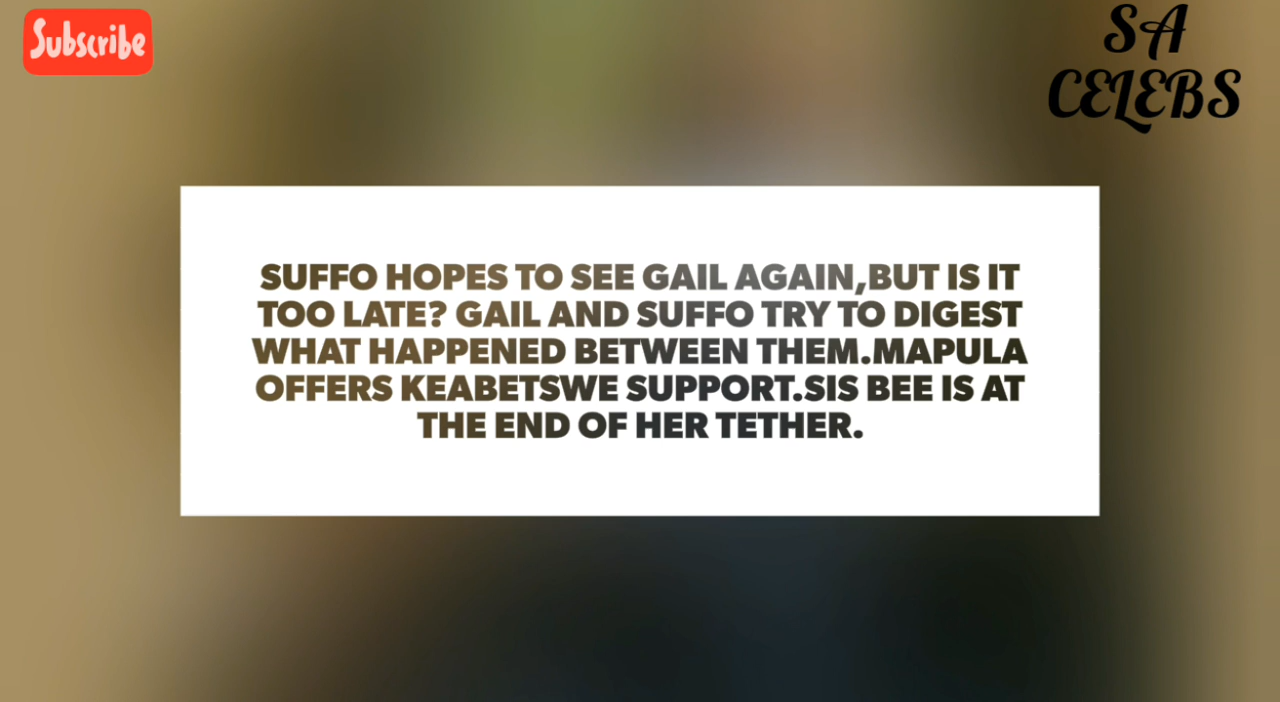 Subscribe
SA
CELEBS
SUFFO HOPES TO SEE GAIL AGAIN,BUT IS IT
TOO LATE? GAIL AND SUFFO TRY TO DIGEST
WHAT HAPPENED BETWEEN THEM.MAPULA
OFFERS KEABETSWE SUPPORT.SIS BEE IS AT
THE END OF HER TETHER.